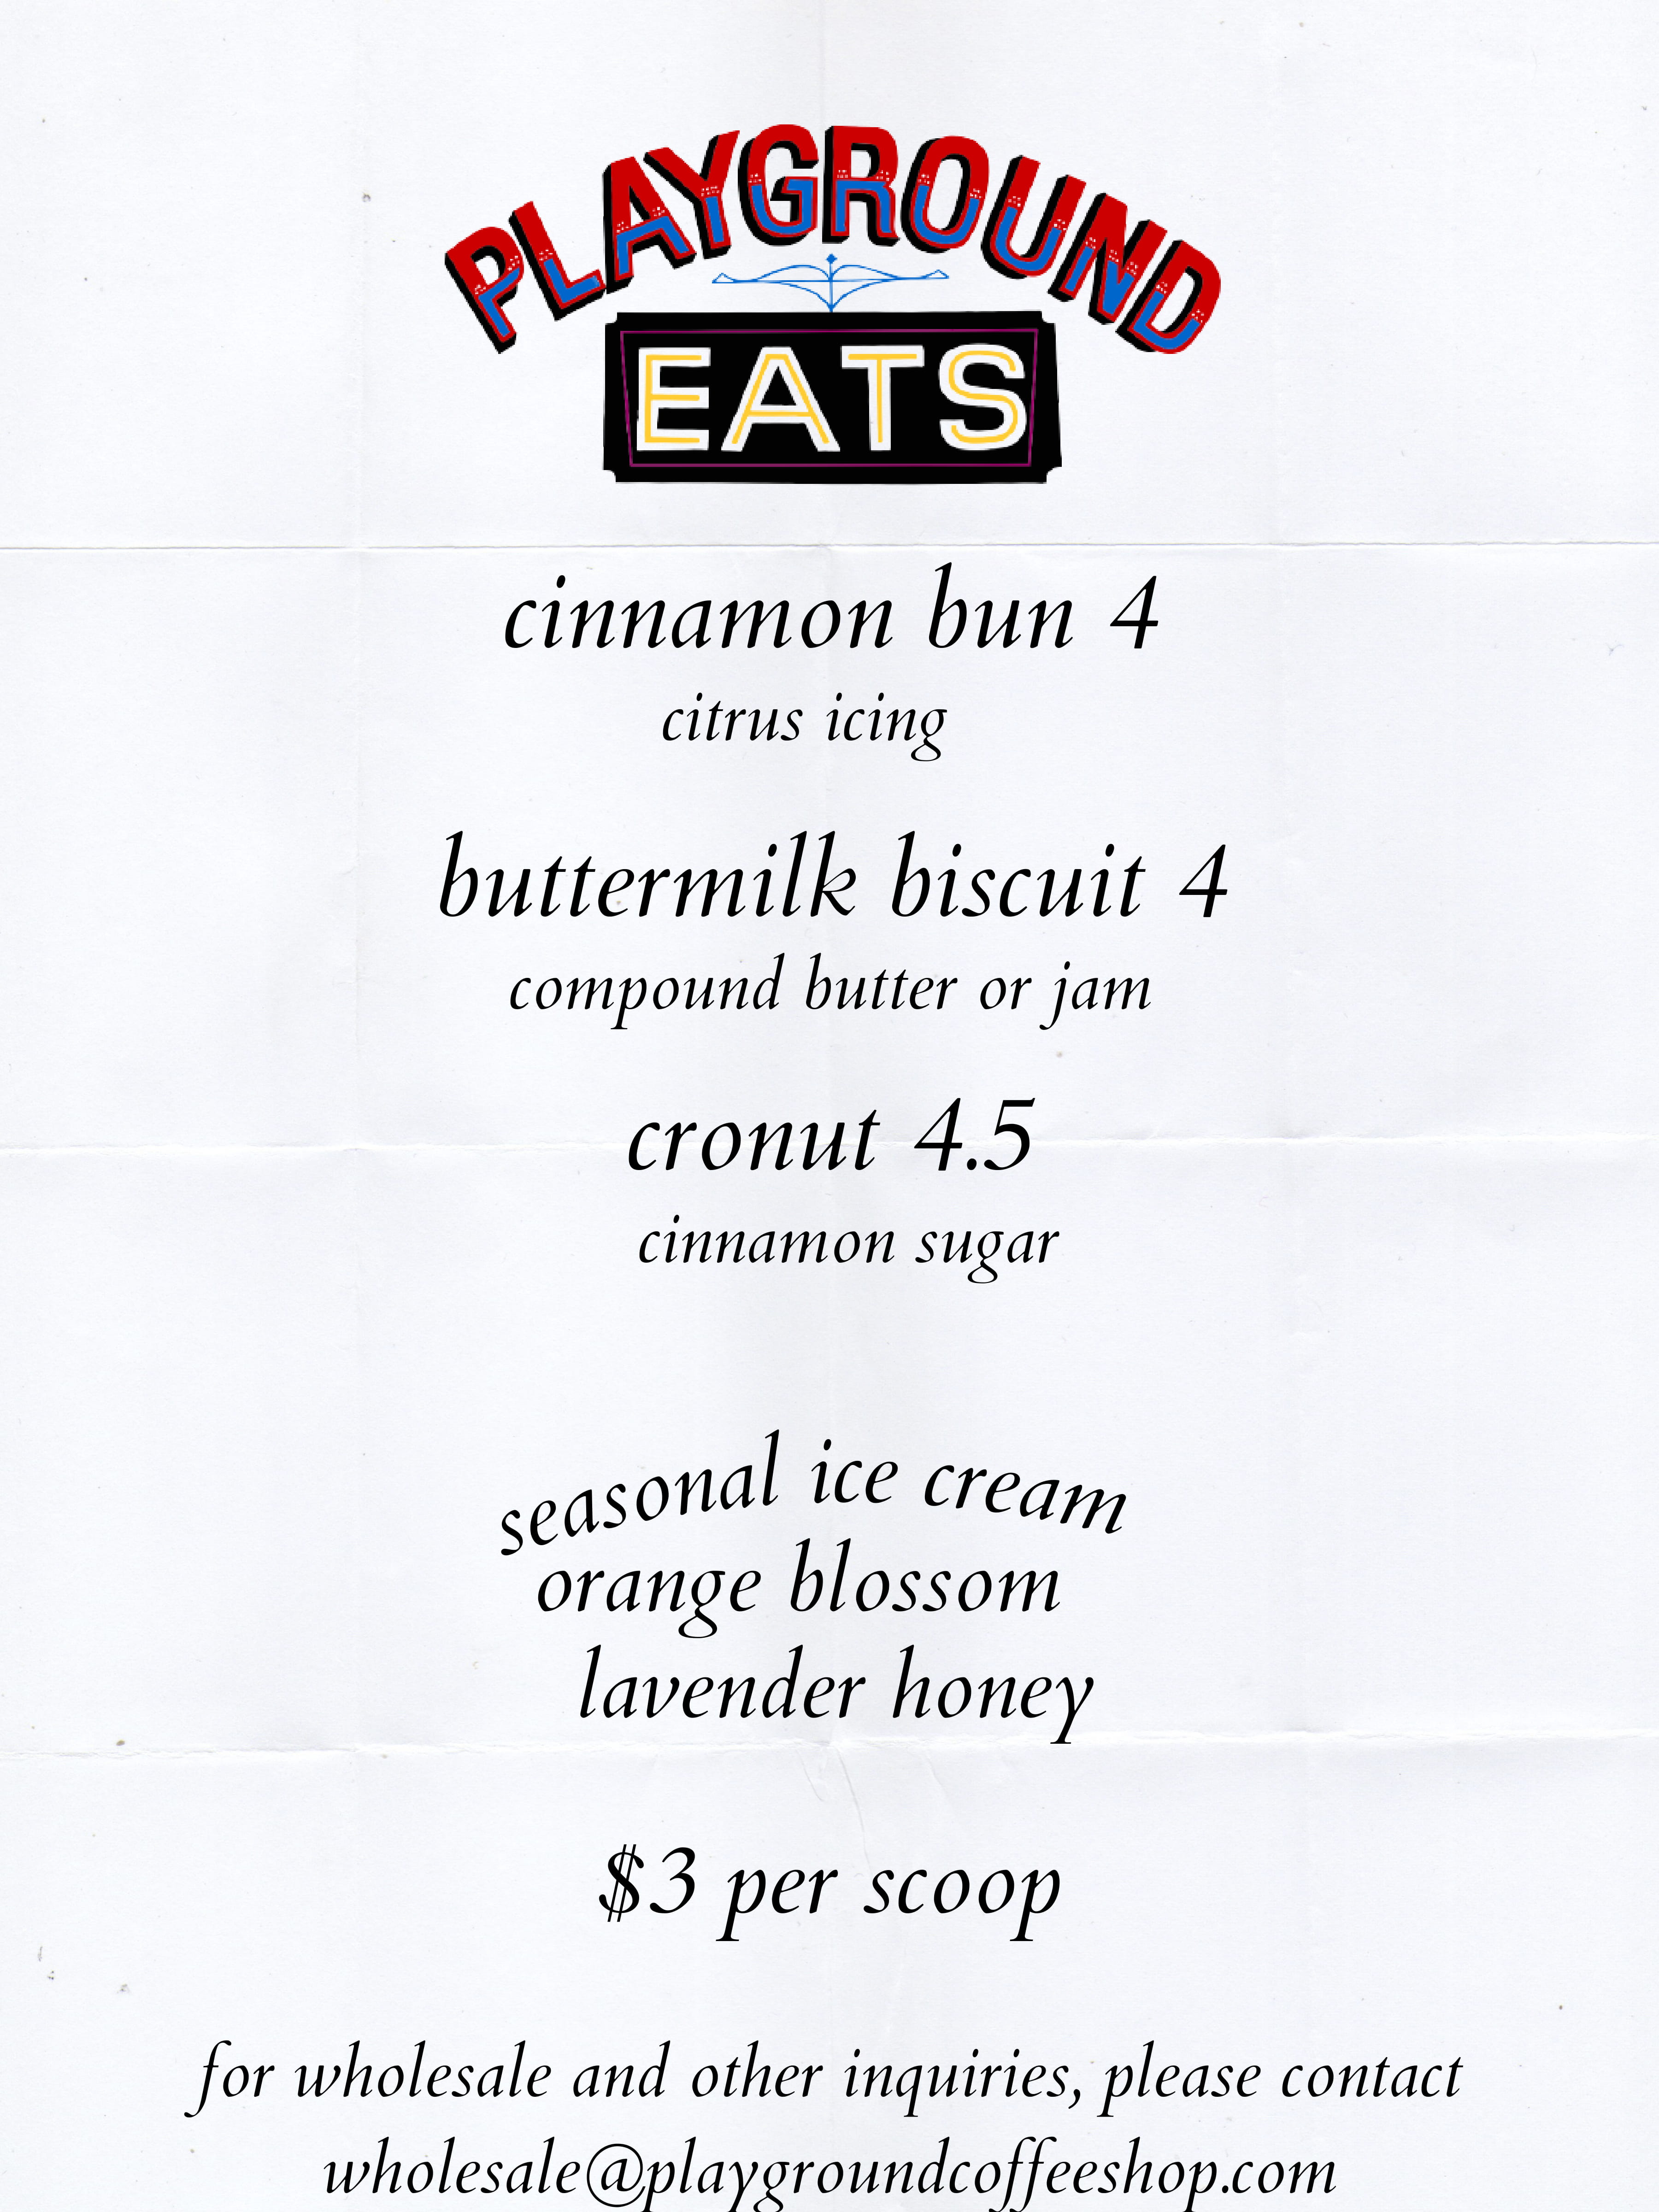 PLAYGROUND
EATS
cinnamon bun 4
citrus icing
buttermilk biscuit 4
compound butter or jam
cronut 4.5
cinnamon sugar
seasonal ice cream
orange blossom
lavender honey
$3 per scoop
for wholesale and other inquiries, please contact
wholesale@playgroundcoffeeshop.com